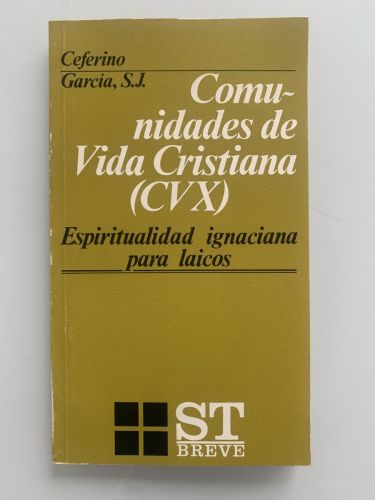 Ceferino
García, S.J.
Comu-
nidades de
Vida Cristiana
(CVX)
Espiritualidad ignaciana
para laicos
ST
BREVE